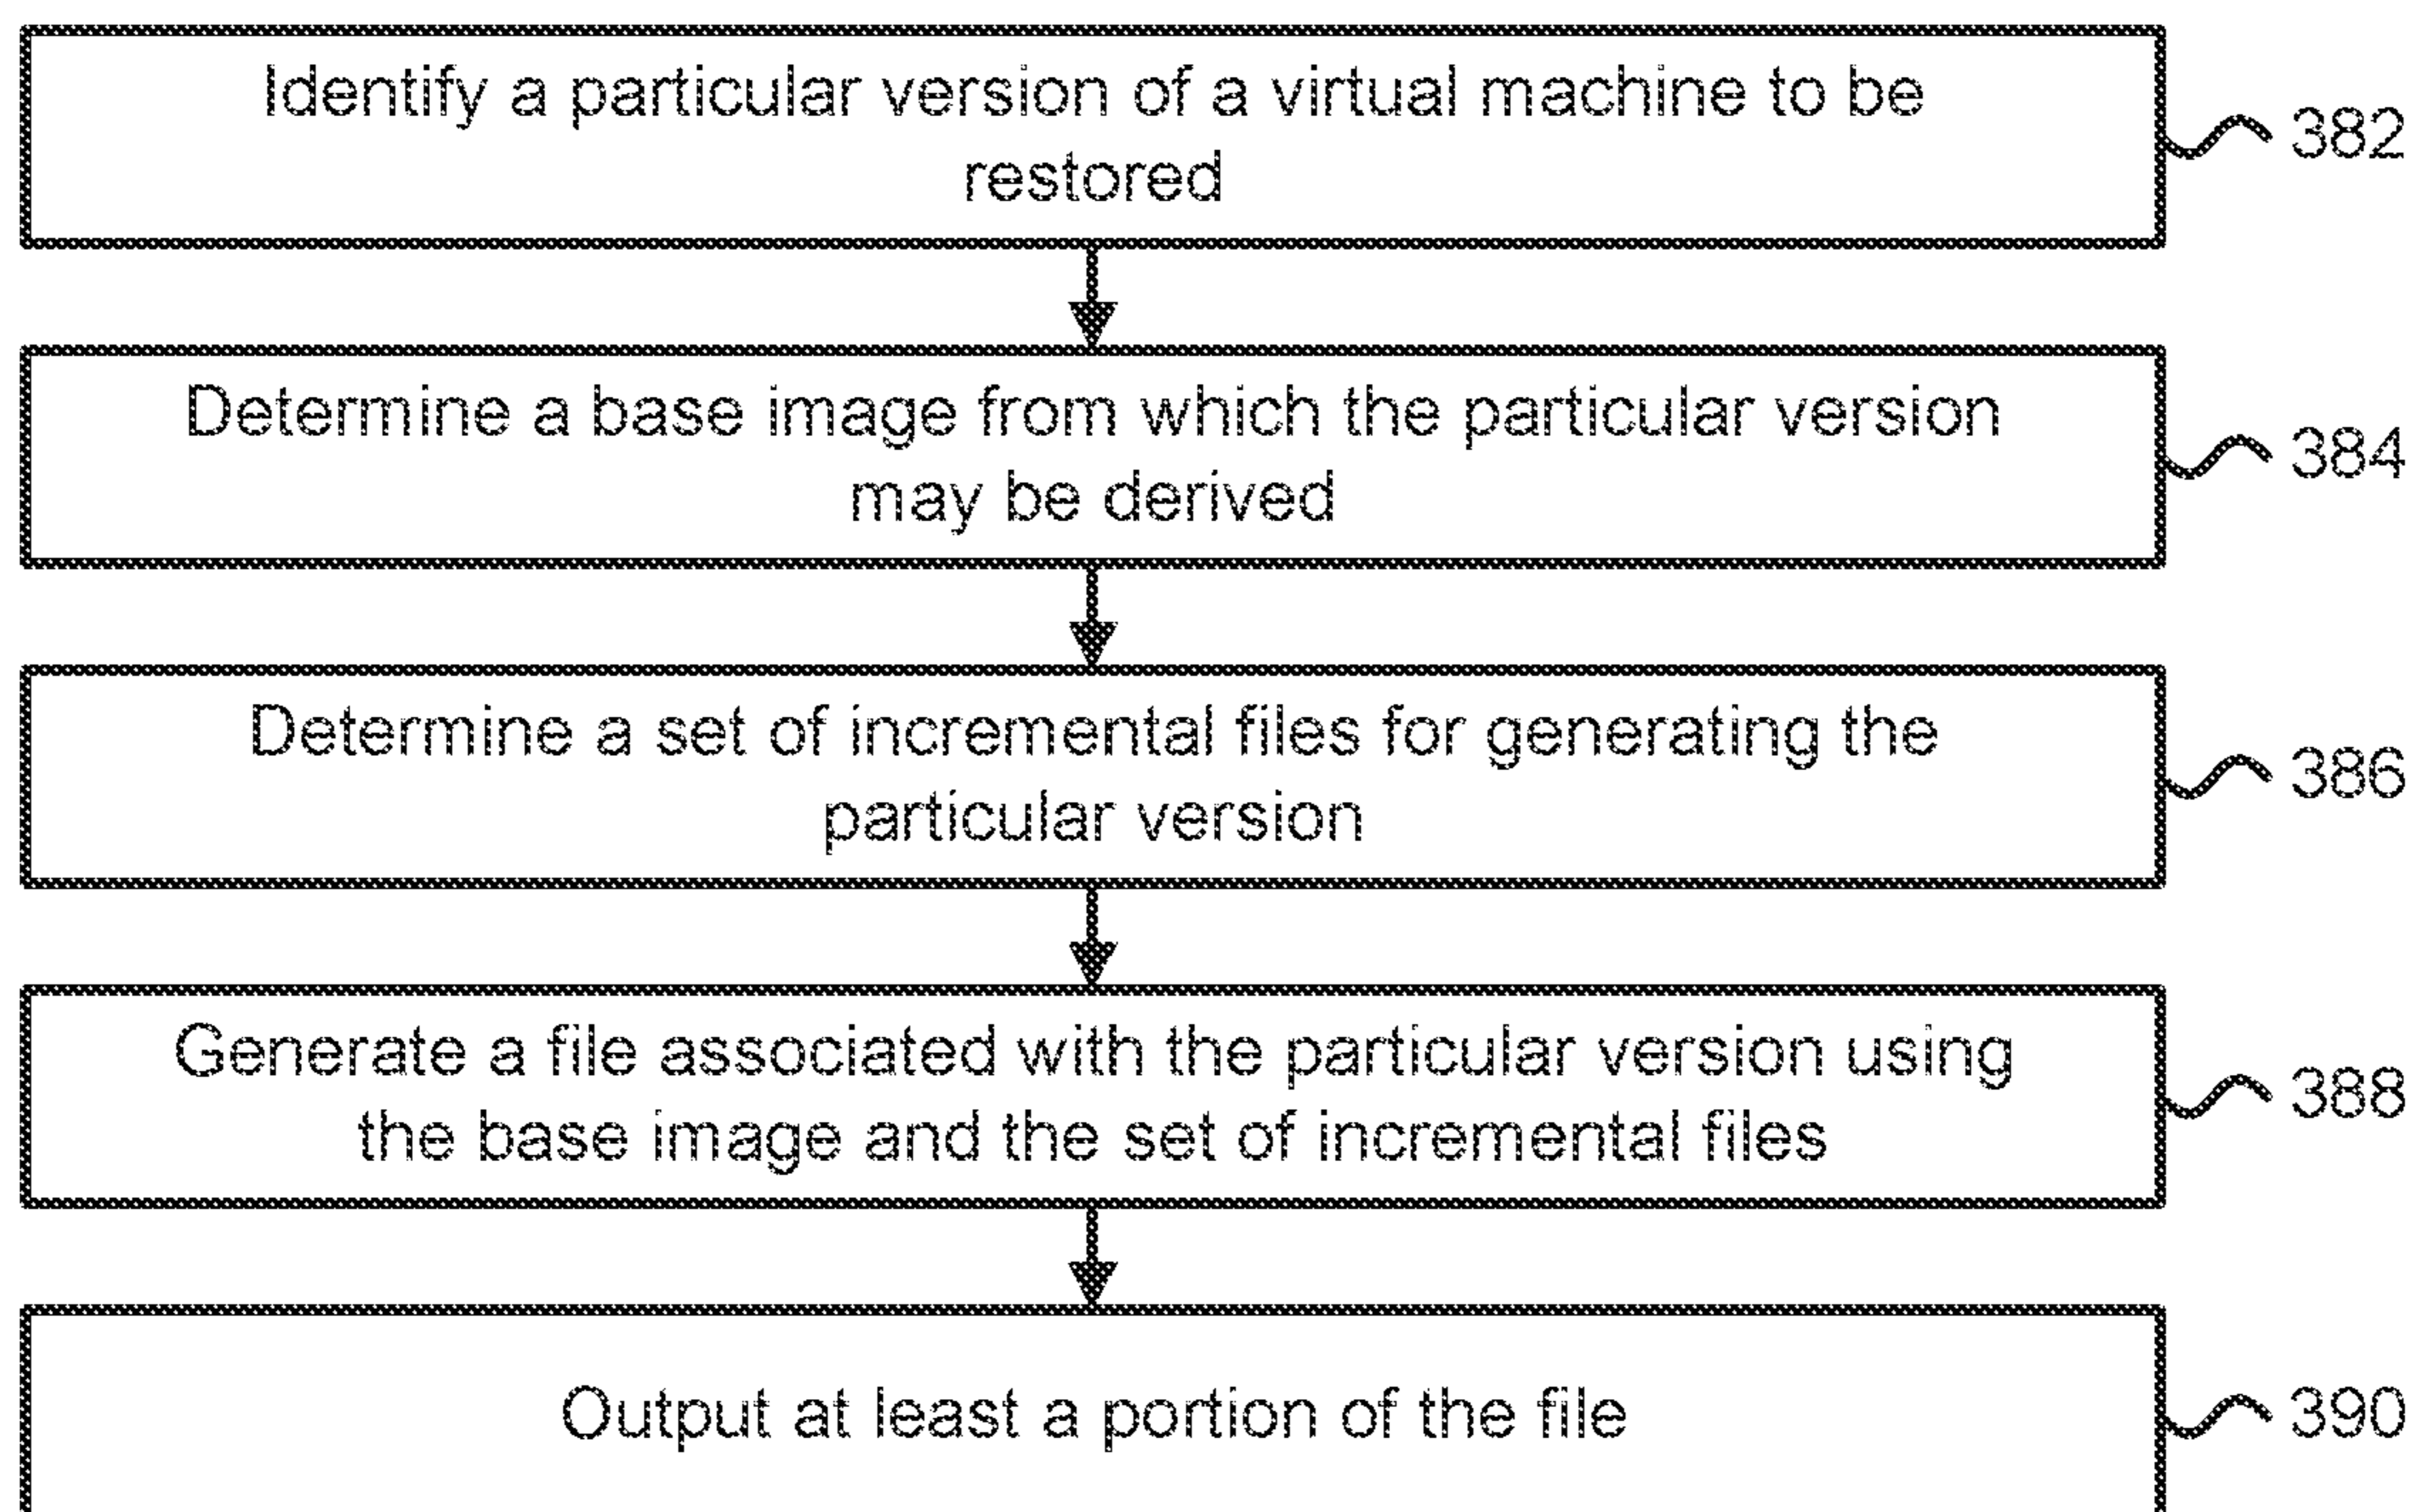 Identify a particular version of a virtual machine to be
restored
382
Determine a base image from which the particular version
may be derived
384
Determine a set of incremental files for generating the
particular version
386
Generate a file associated with the particular version using
the base image and the set of incremental files
388
Output at least a portion of the file
390